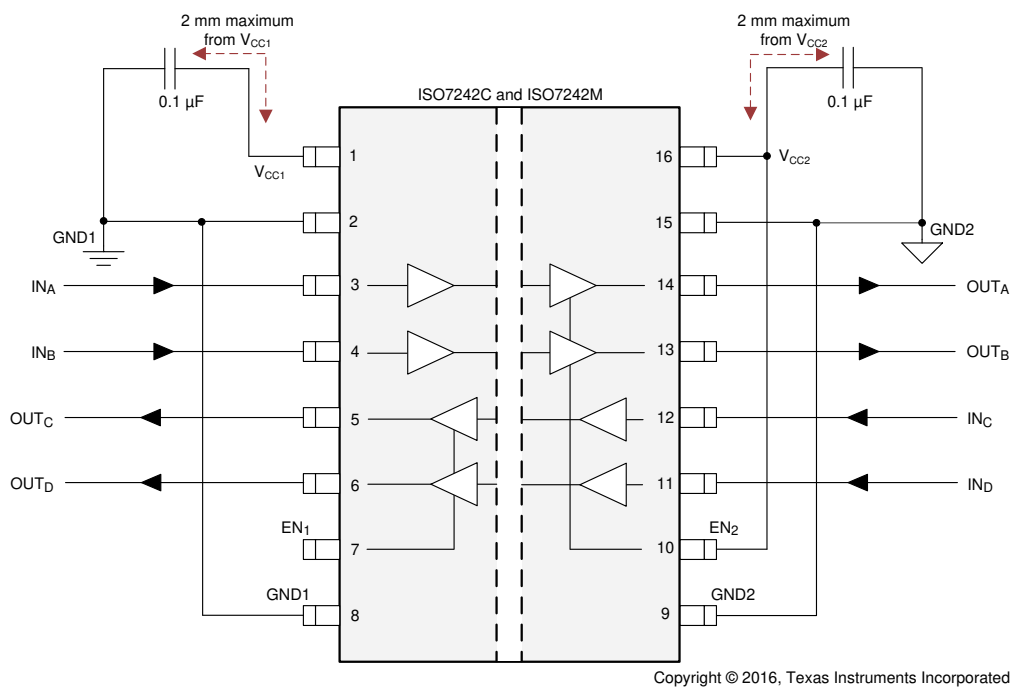 2 mm maximum
from VCC1
2 mm maximum
from VCC2
0.1 µF
0.1 µF
ISO7242C and ISO7242M
VCC1
1
16
VCC2
GND1
2
15
GND2
INA
3
14
OUTA
INB
4
13
OUTB
OUTC
5
12
INC
OUTD
6
11
IND
EN1
7
10
EN2
GND1
8
9
GND2
Copyright © 2016, Texas Instruments Incorporated